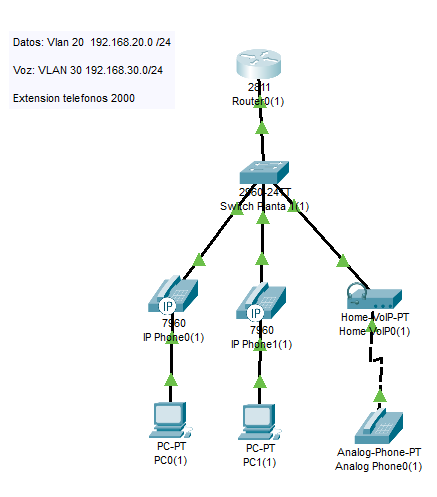 Datos: Vlan 20 192.168.20.0 /24
Voz: VLAN 30 192.168.30.0/24
Extension telefonos 2000
2811
Router0(1)
2960-24TT
Switch Planta 1(1)
IP
7960
IP Phone0(1)
IP
7960
IP Phone1(1)
Home-VoIP-PT
Home VoIP0(1)
PC-PT
PC0(1)
PC-PT
PC1(1)
Analog-Phone-PT
Analog Phone0(1)